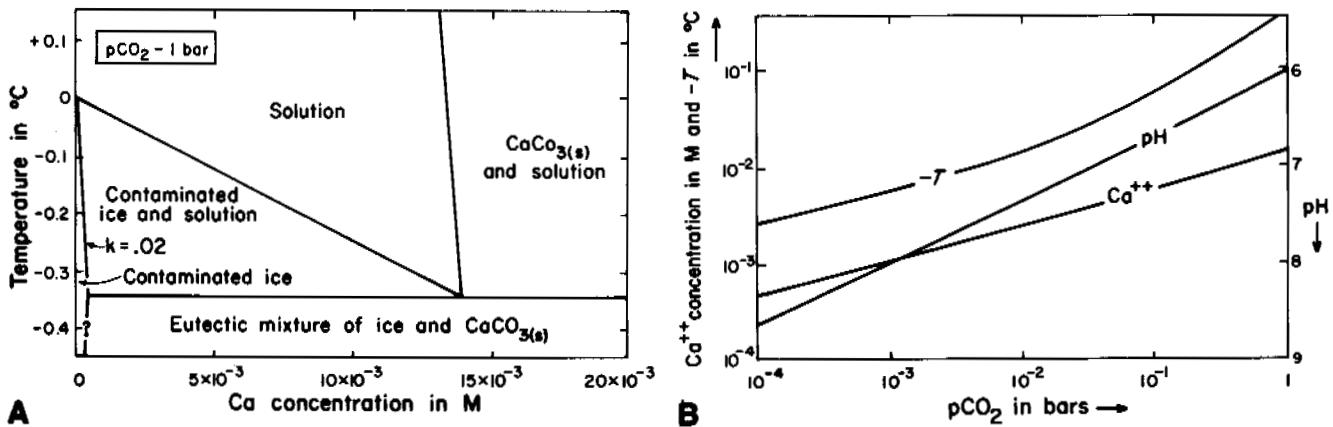 +0.1
0
-0.1
-0.2
-0.3
-0.4
Temperature in °C
pCO2 – 1 bar
Solution
CaCo3(s)
and solution
Contaminated
ice and solution
k = .02
Contaminated ice
?
Eutectic mixture of ice and CaCO3(s)
0
5×10-3
10×10-3
15×10-3
20×10-3
Ca concentration in M
A
Ca++ concentration in M and -T in °C
10-1
10-2
10-3
10-4
-T
pH
Ca++
6
7
8
9
pH
10-4
10-3
10-2
10-1
1
pCO2 in bars
B